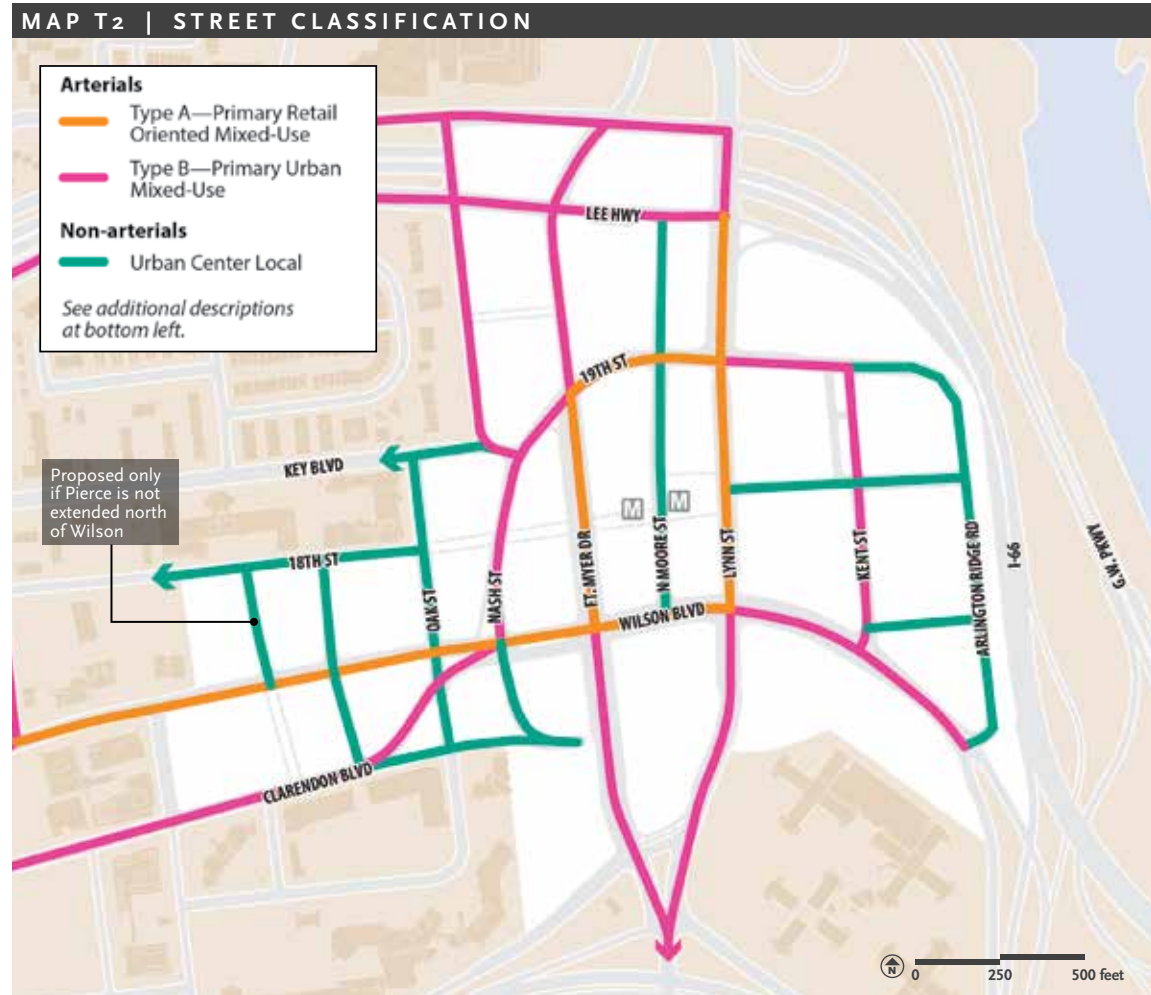 MAP T2 | STREET CLASSIFICATION
Arterials
Type A—Primary Retail
Oriented Mixed-Use
Type B—Primary Urban
Mixed-Use
Non-arterials
Urban Center Local
See additional descriptions
at bottom left.
LEE HWY
19TH ST
KEY BLVD
Proposed only
if Pierce is not
extended north
of Wilson
M
M
18TH ST
OAK ST
NASH ST
FT. MYER DR
N MOORE ST
LYNN ST
KENT ST
ARLINGTON RIDGE RD
I-66
G.W. PKWY
WILSON BLVD
CLARENDON BLVD
N
0 250 500 feet